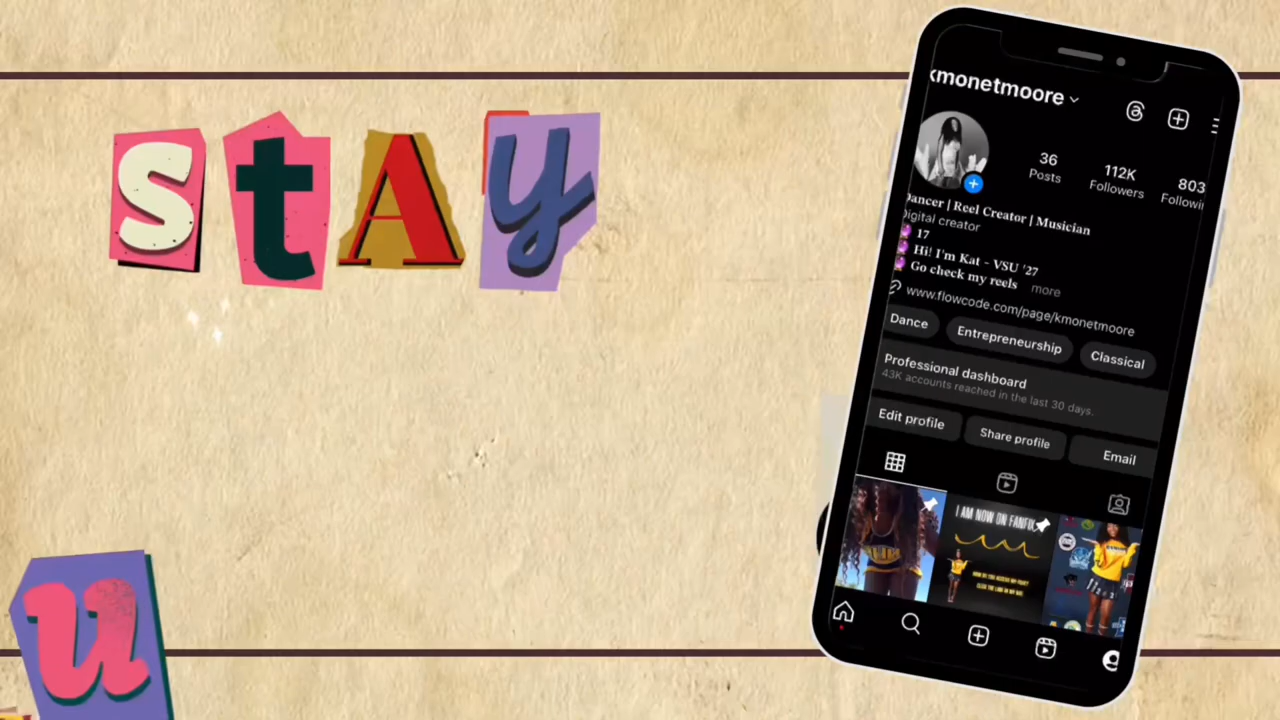 stAy
u
kmonetmoore
36 Posts
112K Followers
803 Followin
Dancer | Reel Creator | Musician
Digital creator
17
Hi! I'm Kat - VSU '27
Go check my reels more
www.flowcode.com/page/kmonetmoore
Dance Entrepreneurship Classical
Professional dashboard
43K accounts reached in the last 30 days.
Edit profile Share profile Email
I AM NOW ON FANFU